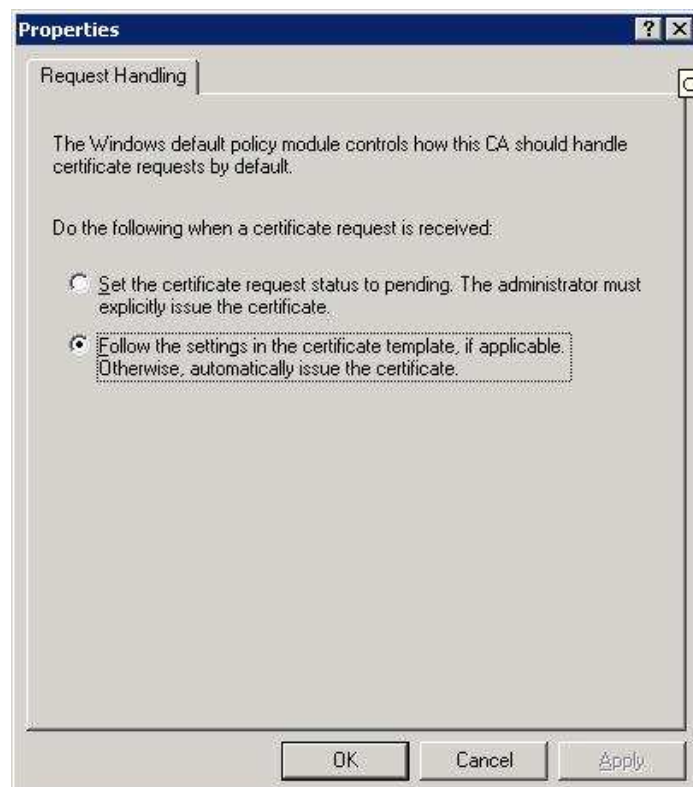 Properties
Request Handling
The Windows default policy module controls how this CA should handle
certificate requests by default.
Do the following when a certificate request is received:
Set the certificate request status to pending. The administrator must
explicitly issue the certificate.
Follow the settings in the certificate template, if applicable.
Otherwise, automatically issue the certificate.
OK Cancel Apply